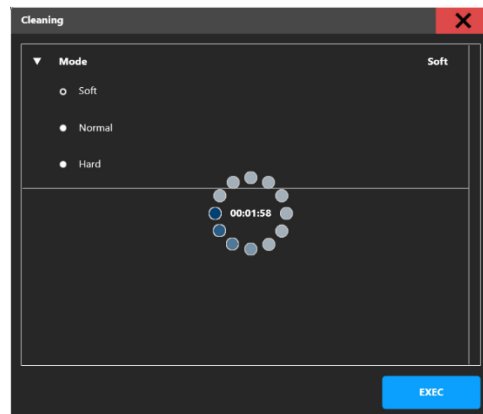 Cleaning
Mode Soft
Soft
Normal
Hard
00:01:58
EXEC